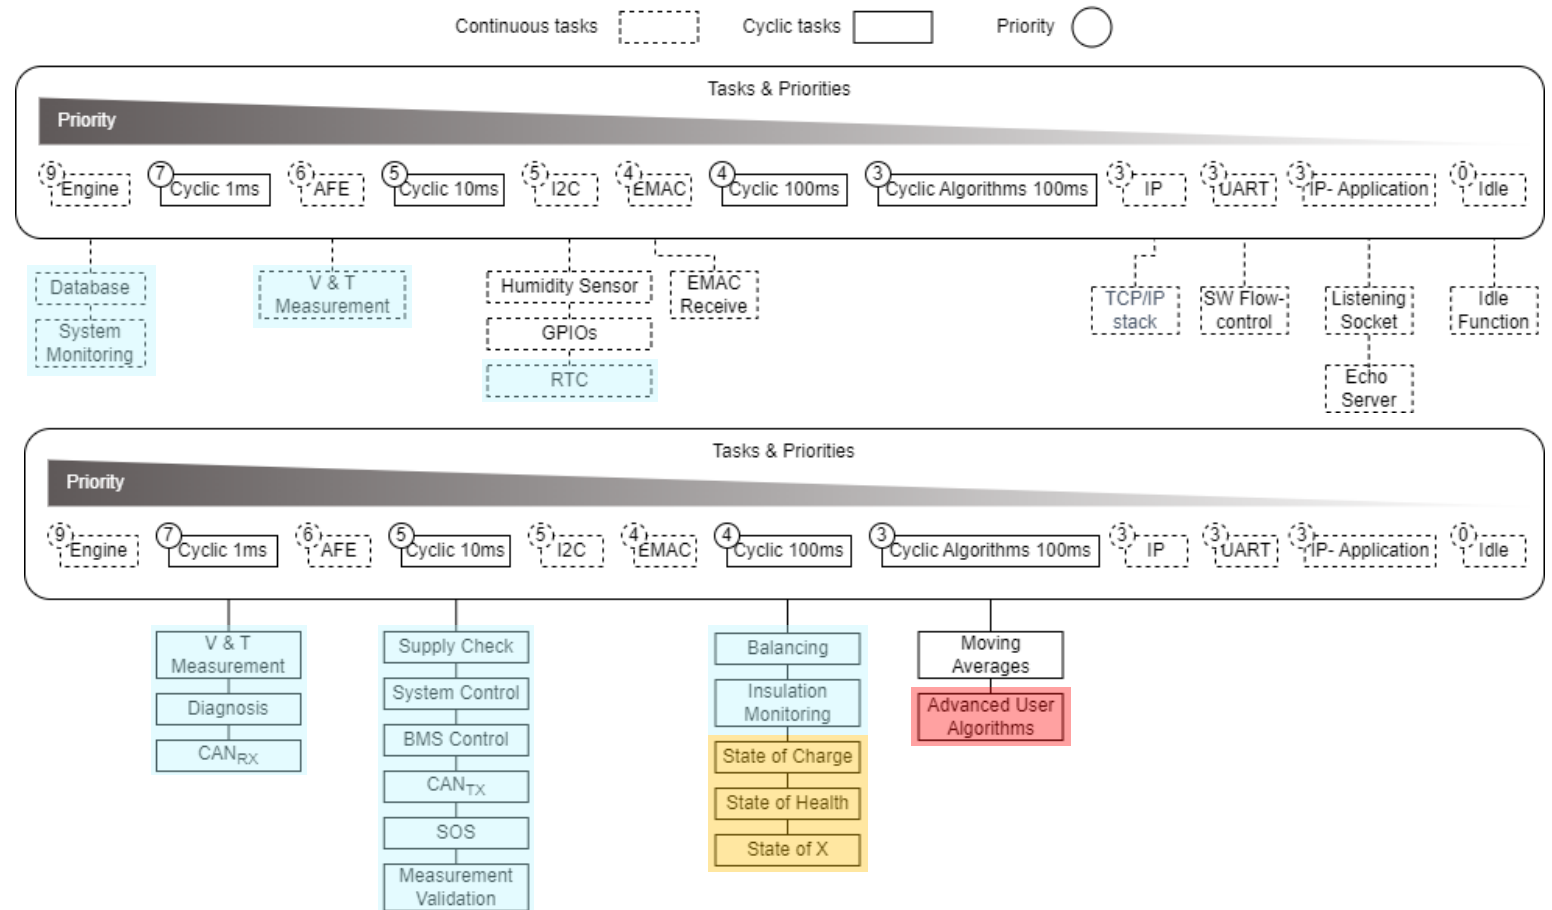 Continuous tasks
Cyclic tasks
Priority
Tasks & Priorities
Priority
9 Engine
7 Cyclic 1ms
6 AFE
5 Cyclic 10ms
5 I2C
4 EMAC
4 Cyclic 100ms
3 Cyclic Algorithms 100ms
3 IP
3 UART
3 IP- Application
0 Idle
Database
System
Monitoring
V & T
Measurement
Humidity Sensor
GPIOs
RTC
EMAC
Receive
TCP/IP
stack
SW Flow-
control
Listening
Socket
Echo
Server
Idle
Function
Tasks & Priorities
Priority
9 Engine
7 Cyclic 1ms
6 AFE
5 Cyclic 10ms
5 I2C
4 EMAC
4 Cyclic 100ms
3 Cyclic Algorithms 100ms
3 IP
3 UART
3 IP- Application
0 Idle
V & T
Measurement
Diagnosis
CANRX
Supply Check
System Control
BMS Control
CANTX
SOS
Measurement
Validation
Balancing
Insulation
Monitoring
State of Charge
State of Health
State of X
Moving
Averages
Advanced User
Algorithms